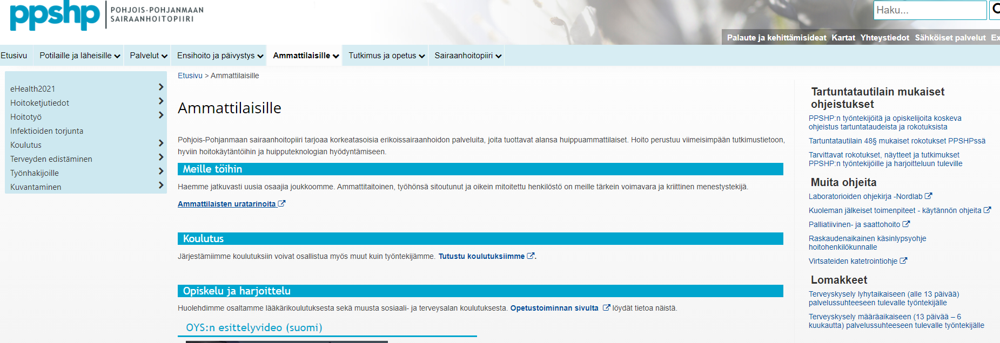 ppshp
POHJOIS-POHJANMAAN
SAIRAANHOITOPIIRI
Haku...
Palaute ja kehittämisideat Kartat Yhteystiedot Sähköiset palvelut
Etusivu Potilaille ja läheisille Palvelut Ensihoito ja päivystys Ammattilaisille Tutkimus ja opetus Sairaanhoitopiiri
eHealth2021
Hoitoketjutiedot
Hoitotyö
Infektioiden torjunta
Koulutus
Terveyden edistäminen
Työnhakijoille
Kuvantaminen
Etusivu > Ammattilaisille
Ammattilaisille
Pohjois-Pohjanmaan sairaanhoitopiiri tarjoaa korkeatasoisia erikoissairaanhoidon palveluita, joita tuottavat alansa huippuammattilaiset. Hoito perustuu viimeisimpään tutkimustietoon,
hyviin hoitokäytäntöihin ja huipputeknologian hyödyntämiseen.
Meille töihin
Haemme jatkuvasti uusia osaajia joukkoomme. Ammattitaitoinen, työhönsä sitoutunut ja oikein mitoitettu henkilöstö on meille tärkein voimavara ja kriittinen menestystekijä.
Ammattilaisten uratarinoita
Koulutus
Järjestämiimme koulutuksiin voivat osallistua myös muut kuin työntekijämme. Tutustu koulutuksiimme .
Opiskelu ja harjoittelu
Huolehdimme osaltamme lääkärikoulutuksesta sekä muusta sosiaali- ja terveysalan koulutuksesta. Opetustoiminnan sivulta löydät tietoa näistä.
OYS:n esittelyvideo (suomi)
Tartuntatautilain mukaiset
ohjeistukset
PPSHP:n työntekijöitä ja opiskelijoita koskeva
ohjeistus tartuntataudeista ja rokotuksista
Tartuntatautilain 48§ mukaiset rokotukset PPSHPssä
Tarvittavat rokotukset, näytteet ja tutkimukset
PPSHP:n työntekijöille ja harjoitteluun tuleville
Muita ohjeita
Laboratorioiden ohjekirja -Nordlab
Kuoleman jälkeiset toimenpiteet - käytännön ohjeita
Palliatiivinen- ja saattohoito
Raskaudenaikainen käsinlypsyohje
hoitohenkilökunnalle
Virtsateiden katetrointiohje
Lomakkeet
Terveyskysely lyhytaikaiseen (alle 13 päivää)
palvelussuhteeseen tulevalle työntekijälle
Terveyskysely määräaikaiseen (13 päivää – 6
kuukautta) palvelussuhteeseen tulevalle työntekijälle